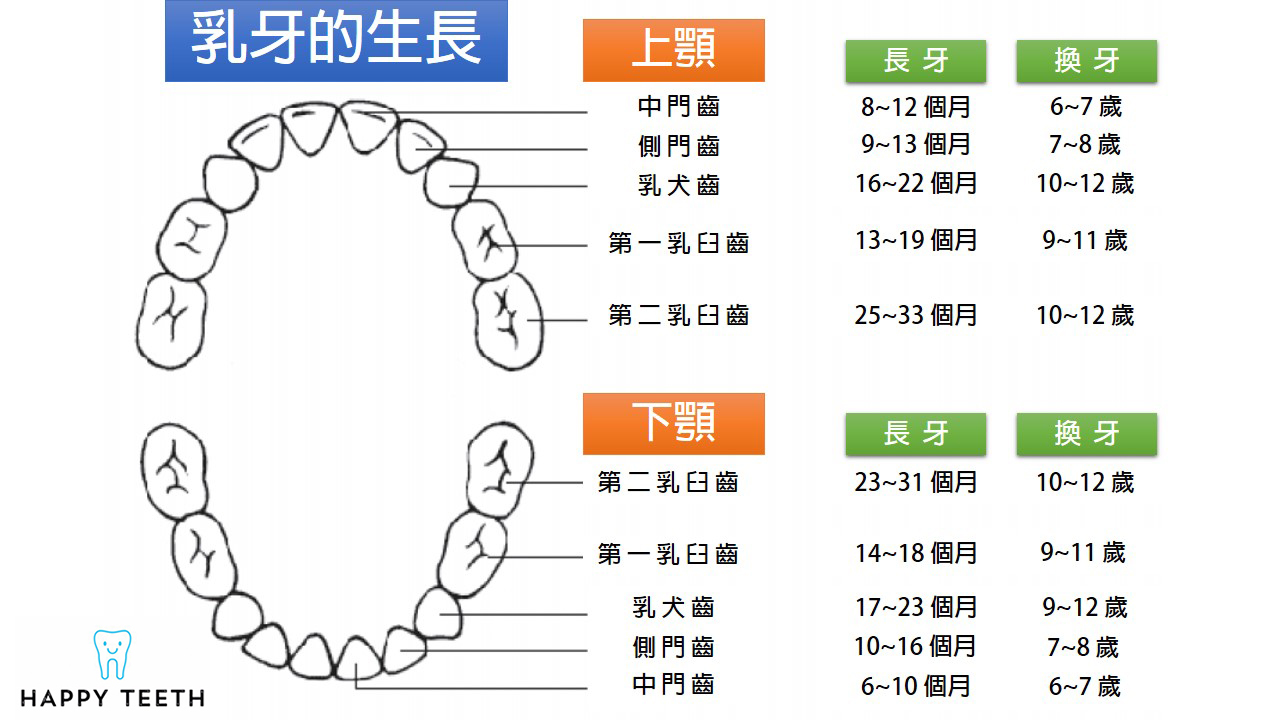 乳牙的生長
上顎 長牙 換牙
中門齒 8~12 個月 6~7 歲
側門齒 9~13 個月 7~8 歲
乳犬齒 16~22 個月 10~12 歲
第一乳臼齒 13~19 個月 9~11 歲
第二乳臼齒 25~33 個月 10~12 歲
下顎 長牙 換牙
第二乳臼齒 23~31 個月 10~12 歲
第一乳臼齒 14~18 個月 9~11 歲
乳犬齒 17~23 個月 9~12 歲
側門齒 10~16 個月 7~8 歲
中門齒 6~10 個月 6~7 歲
HAPPY TEETH